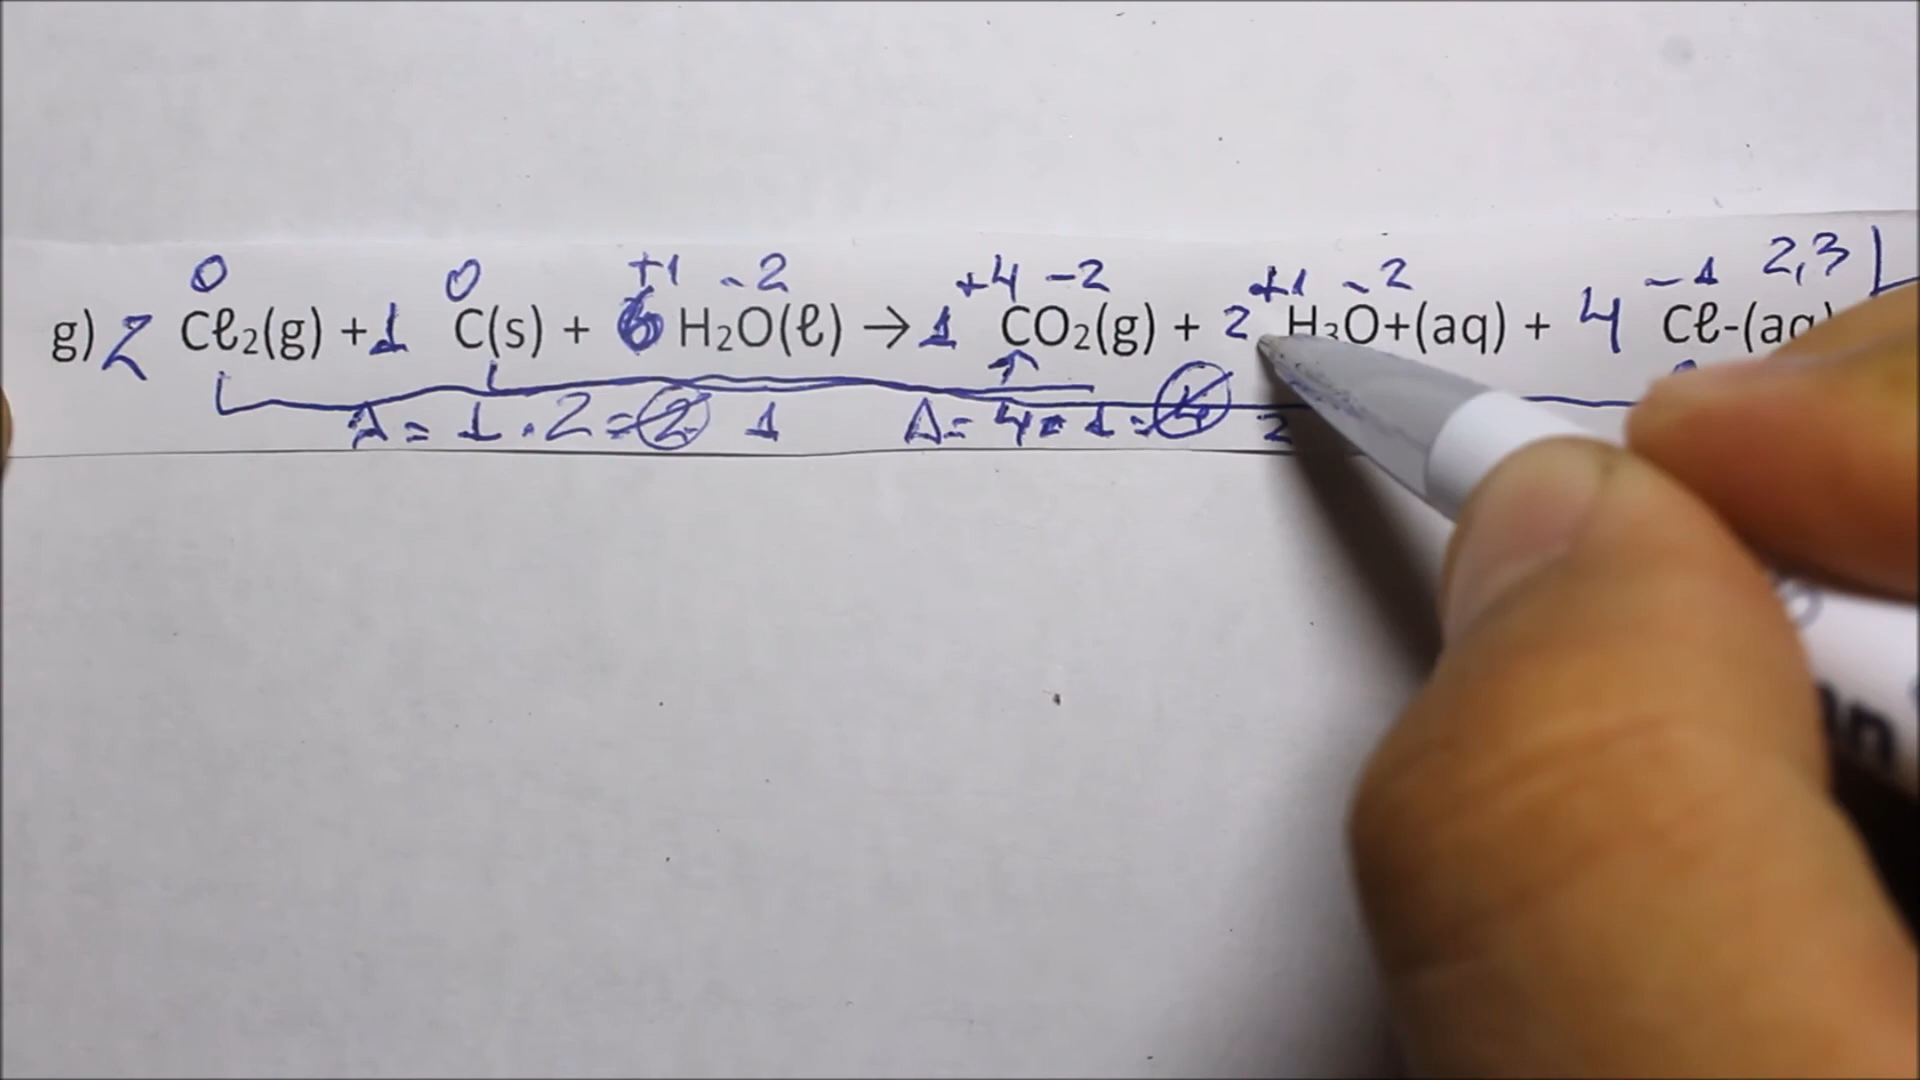 0 0 +1 -2 +4 -2 +1 -2 -1 2,3
g) 2 Cℓ2(g) + 1 C(s) + 6 H2O(ℓ) → 1 CO2(g) + 2 H3O+(aq) + 4 Cℓ-(aq)
Δ = 1 . 2 = 2 1 Δ = 4 . 1 = 4 2